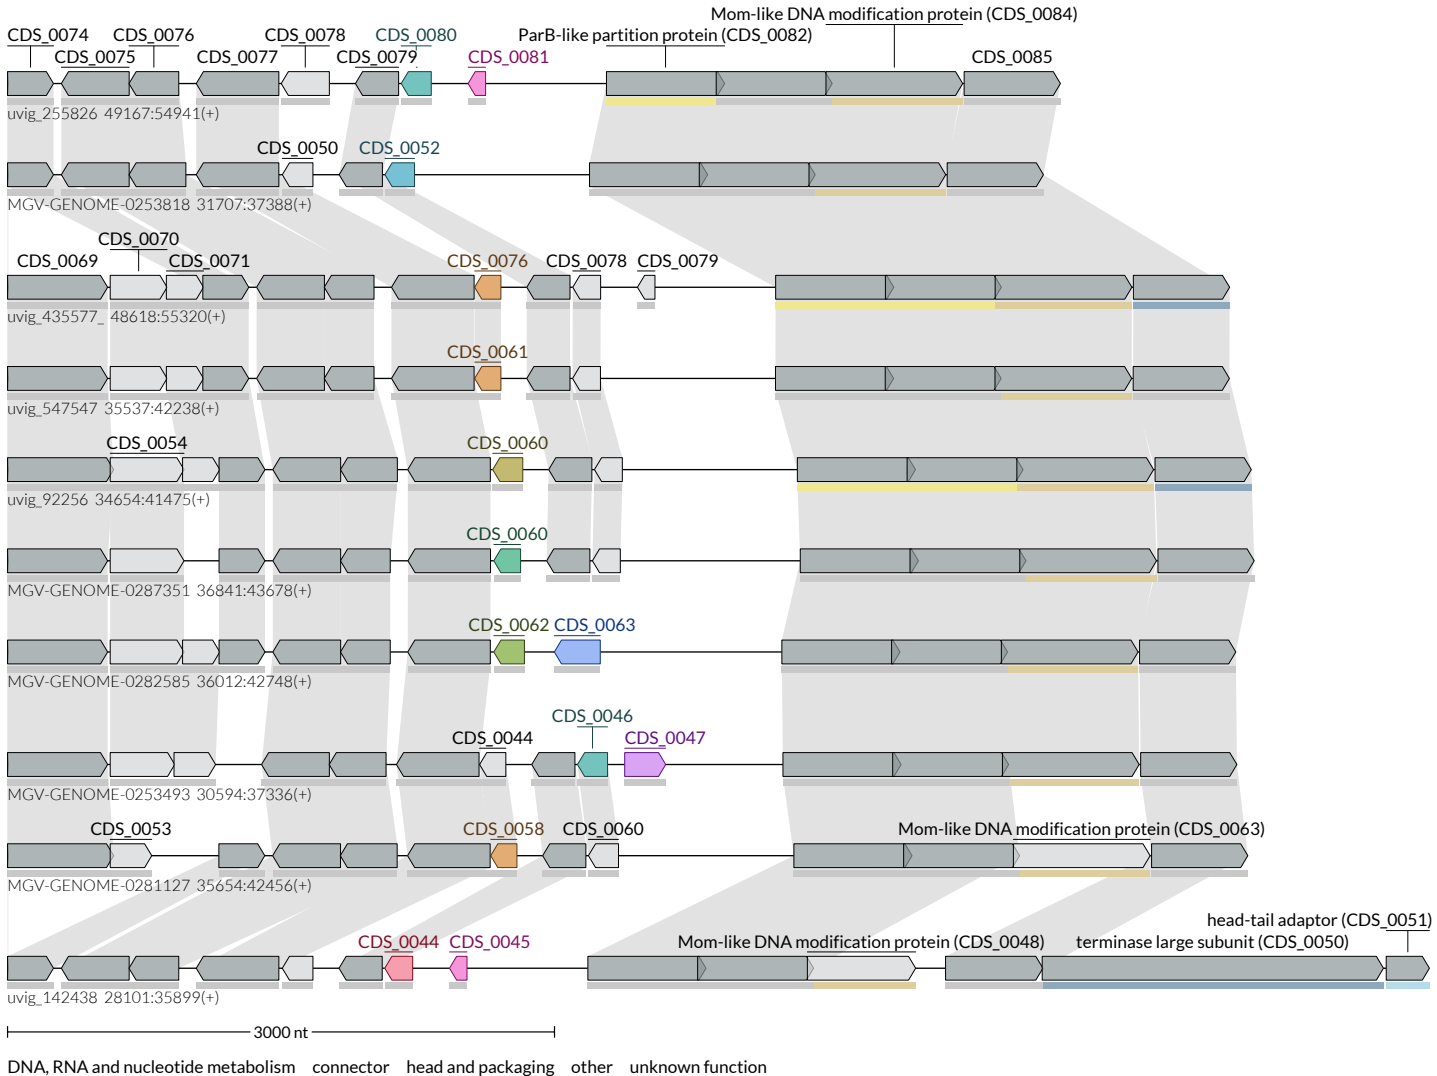 Mom-like DNA modification protein (CDS_0084)
CDS_0074 CDS_0076 CDS_0078 CDS_0080 ParB-like partition protein (CDS_0082)
CDS_0075 CDS_0077 CDS_0079 CDS_0081 CDS_0085
uvig_255826 49167:54941(+)
CDS_0050 CDS_0052
MGV-GENOME-0253818 31707:37388(+)
CDS_0070
CDS_0069 CDS_0071 CDS_0076 CDS_0078 CDS_0079
uvig_435577_ 48618:55320(+)
CDS_0061
uvig_547547 35537:42238(+)
CDS_0054 CDS_0060
uvig_92256 34654:41475(+)
CDS_0060
MGV-GENOME-0287351 36841:43678(+)
CDS_0062 CDS_0063
MGV-GENOME-0282585 36012:42748(+)
CDS_0046
CDS_0044 CDS_0047
MGV-GENOME-0253493 30594:37336(+)
CDS_0053 CDS_0058 CDS_0060 Mom-like DNA modification protein (CDS_0063)
MGV-GENOME-0281127 35654:42456(+)
head-tail adaptor (CDS_0051)
CDS_0044 CDS_0045 Mom-like DNA modification protein (CDS_0048) terminase large subunit (CDS_0050)
uvig_142438 28101:35899(+)
3000 nt
DNA, RNA and nucleotide metabolism connector head and packaging other unknown function